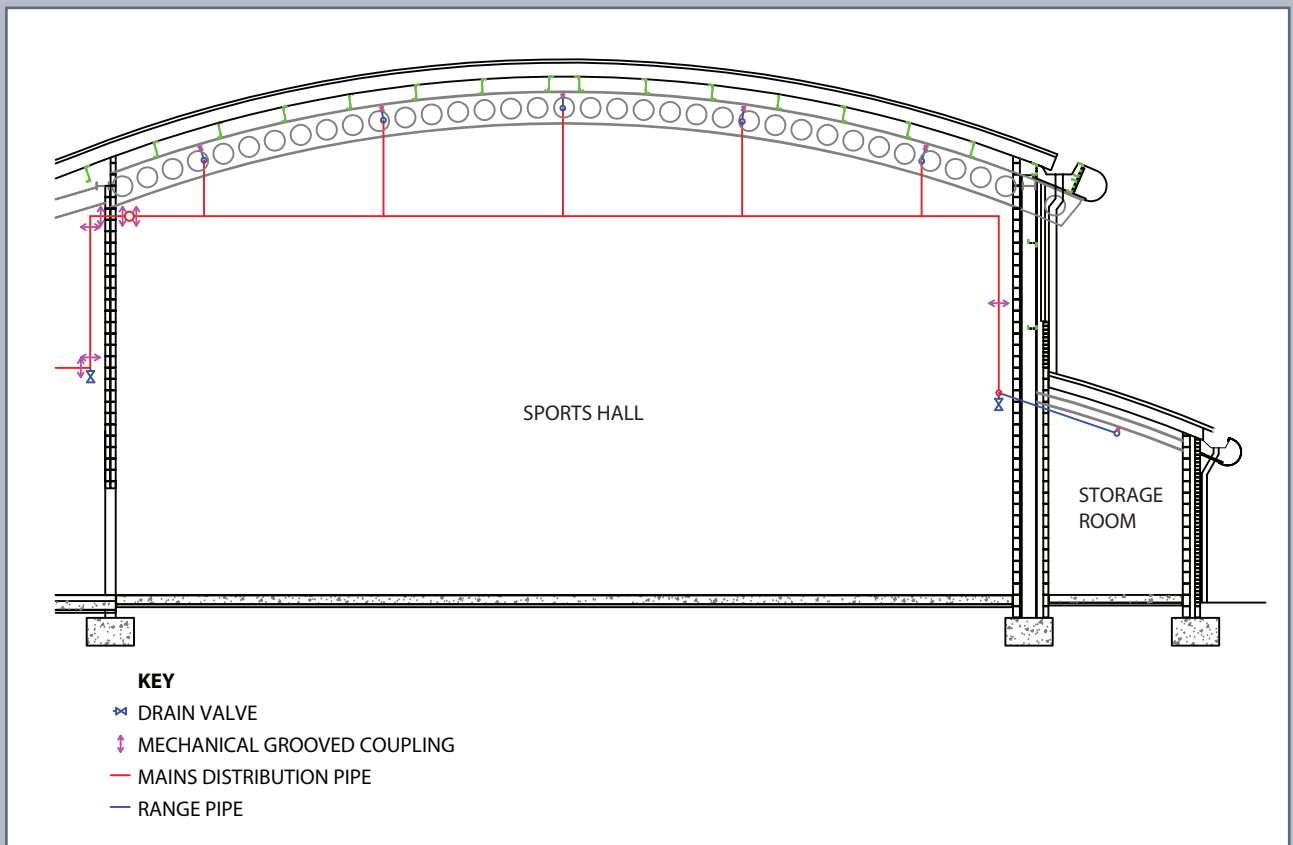 SPORTS HALL
STORAGE
ROOM
KEY
DRAIN VALVE
MECHANICAL GROOVED COUPLING
MAINS DISTRIBUTION PIPE
RANGE PIPE